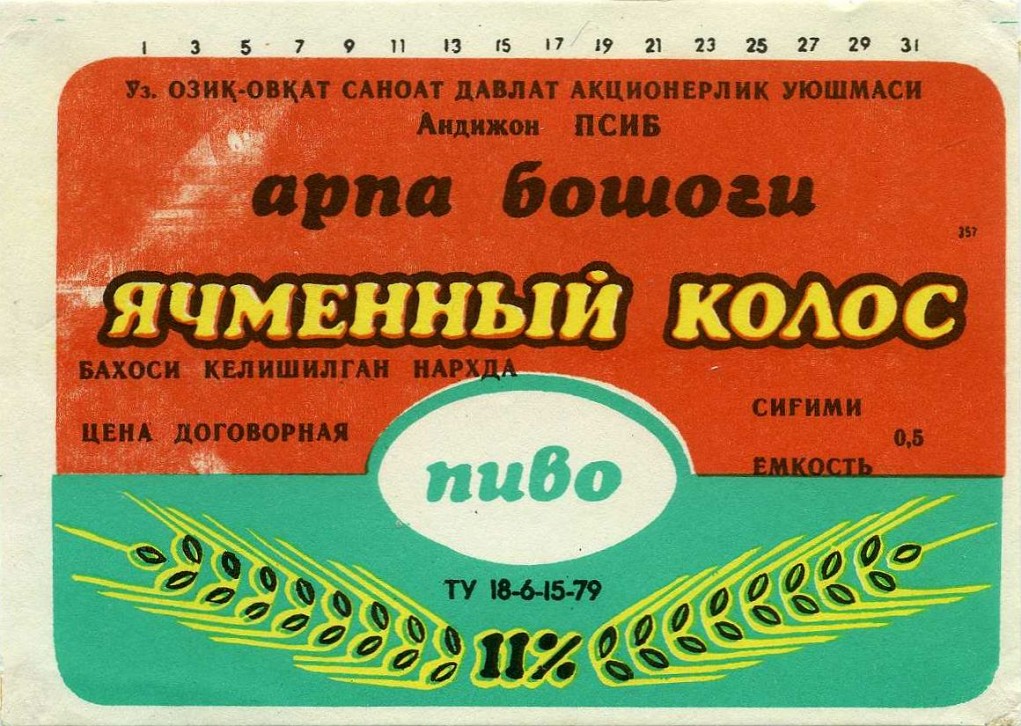 1 3 5 7 9 11 13 15 17 19 21 23 25 27 29 31
Уз. ОЗИҚ-ОВҚАТ САНОАТ ДАВЛАТ АКЦИОНЕРЛИК УЮШМАСИ
Андижон ПСИБ
арпа бошоги
357
ЯЧМЕННЫЙ КОЛОС
БАХОСИ КЕЛИШИЛГАН НАРХДА
ЦЕНА ДОГОВОРНАЯ
СИҒИМИ
0,5
ЁМКОСТЬ
пиво
ТУ 18-6-15-79
11%